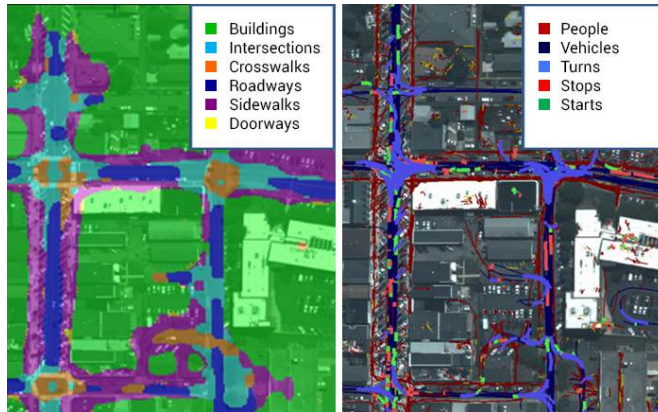 Buildings
Intersections
Crosswalks
Roadways
Sidewalks
Doorways
People
Vehicles
Turns
Stops
Starts